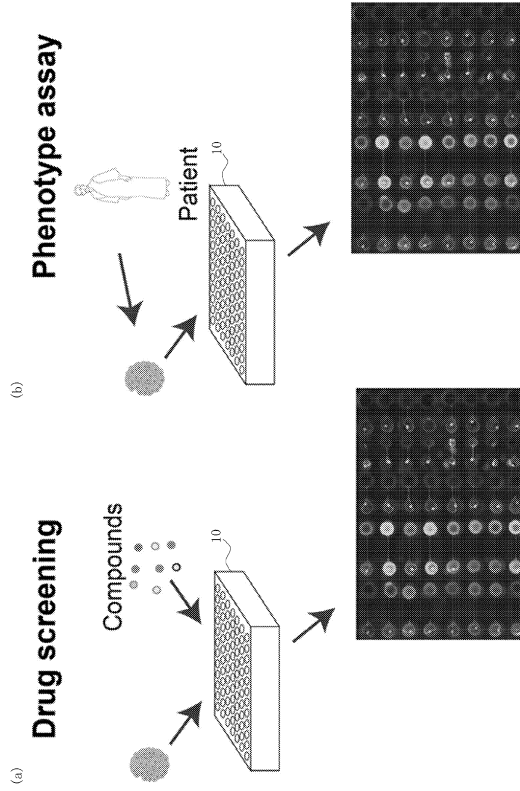 (a)
Drug screening
Compounds
10
(b)
Phenotype assay
Patient
10